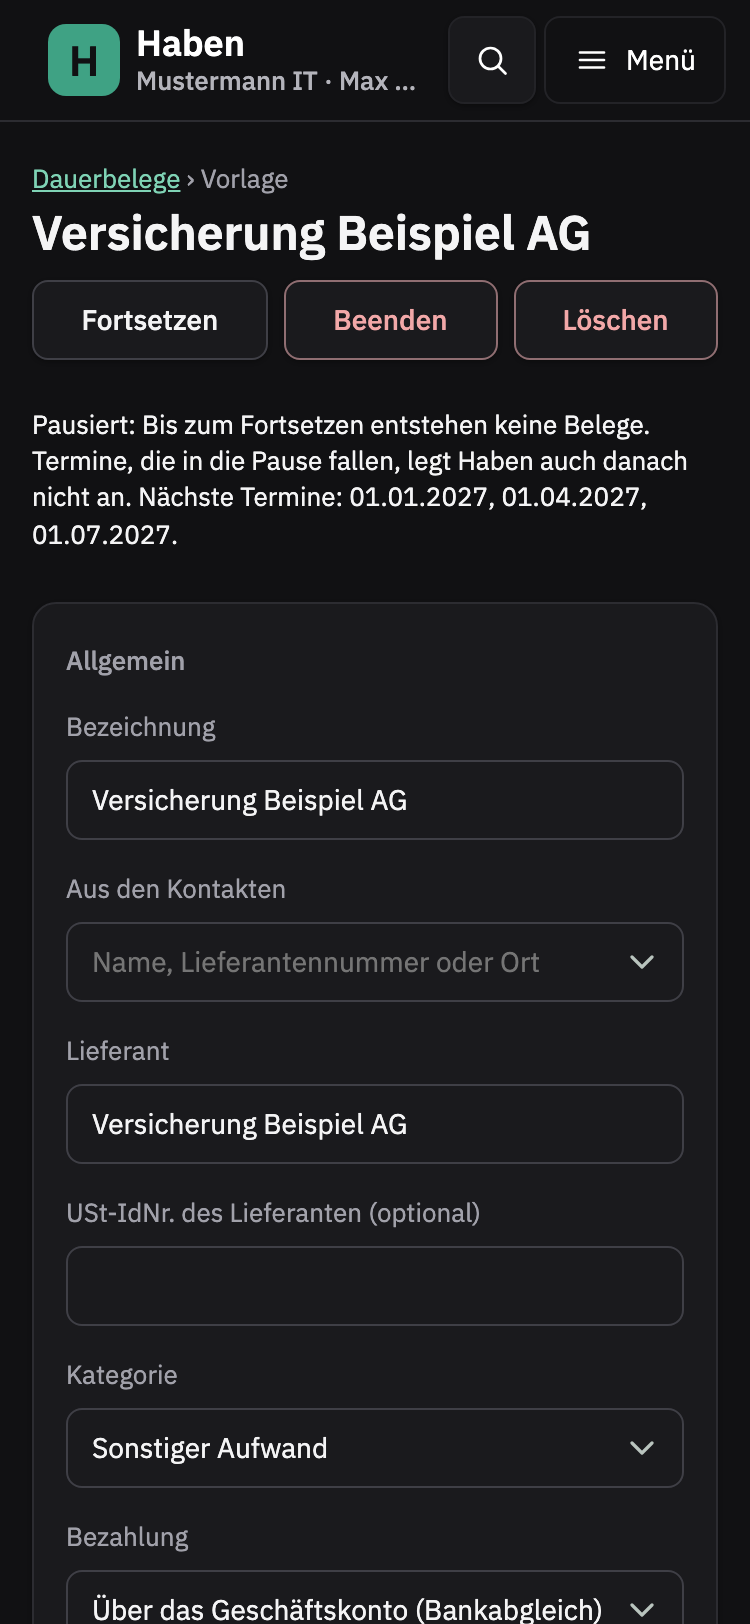 H
Haben
Mustermann IT · Max ...
Menü
Dauerbelege › Vorlage
Versicherung Beispiel AG
Fortsetzen
Beenden
Löschen
Pausiert: Bis zum Fortsetzen entstehen keine Belege.
Termine, die in die Pause fallen, legt Haben auch danach
nicht an. Nächste Termine: 01.01.2027, 01.04.2027,
01.07.2027.
Allgemein
Bezeichnung
Versicherung Beispiel AG
Aus den Kontakten
Name, Lieferantennummer oder Ort
Lieferant
Versicherung Beispiel AG
USt-IdNr. des Lieferanten (optional)
Kategorie
Sonstiger Aufwand
Bezahlung
Über das Geschäftskonto (Bankabgleich)